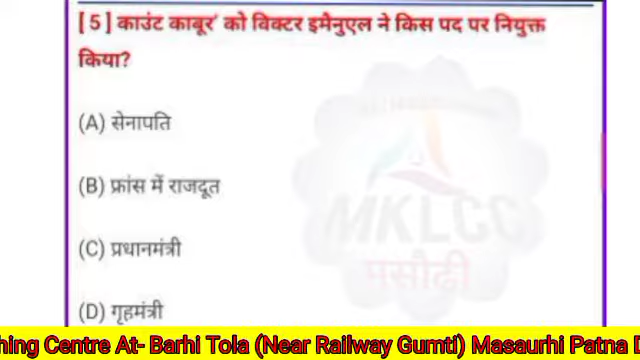 [ 5 ] काउंट काबूर' को विक्टर इमैनुएल ने किस पद पर नियुक्त
किया?
(A) सेनापति
(B) फ्रांस में राजदूत
(C) प्रधानमंत्री
(D) गृहमंत्री
MKLCC
मसौढ़ी
hing Centre At- Barhi Tola (Near Railway Gumti) Masaurhi Patna